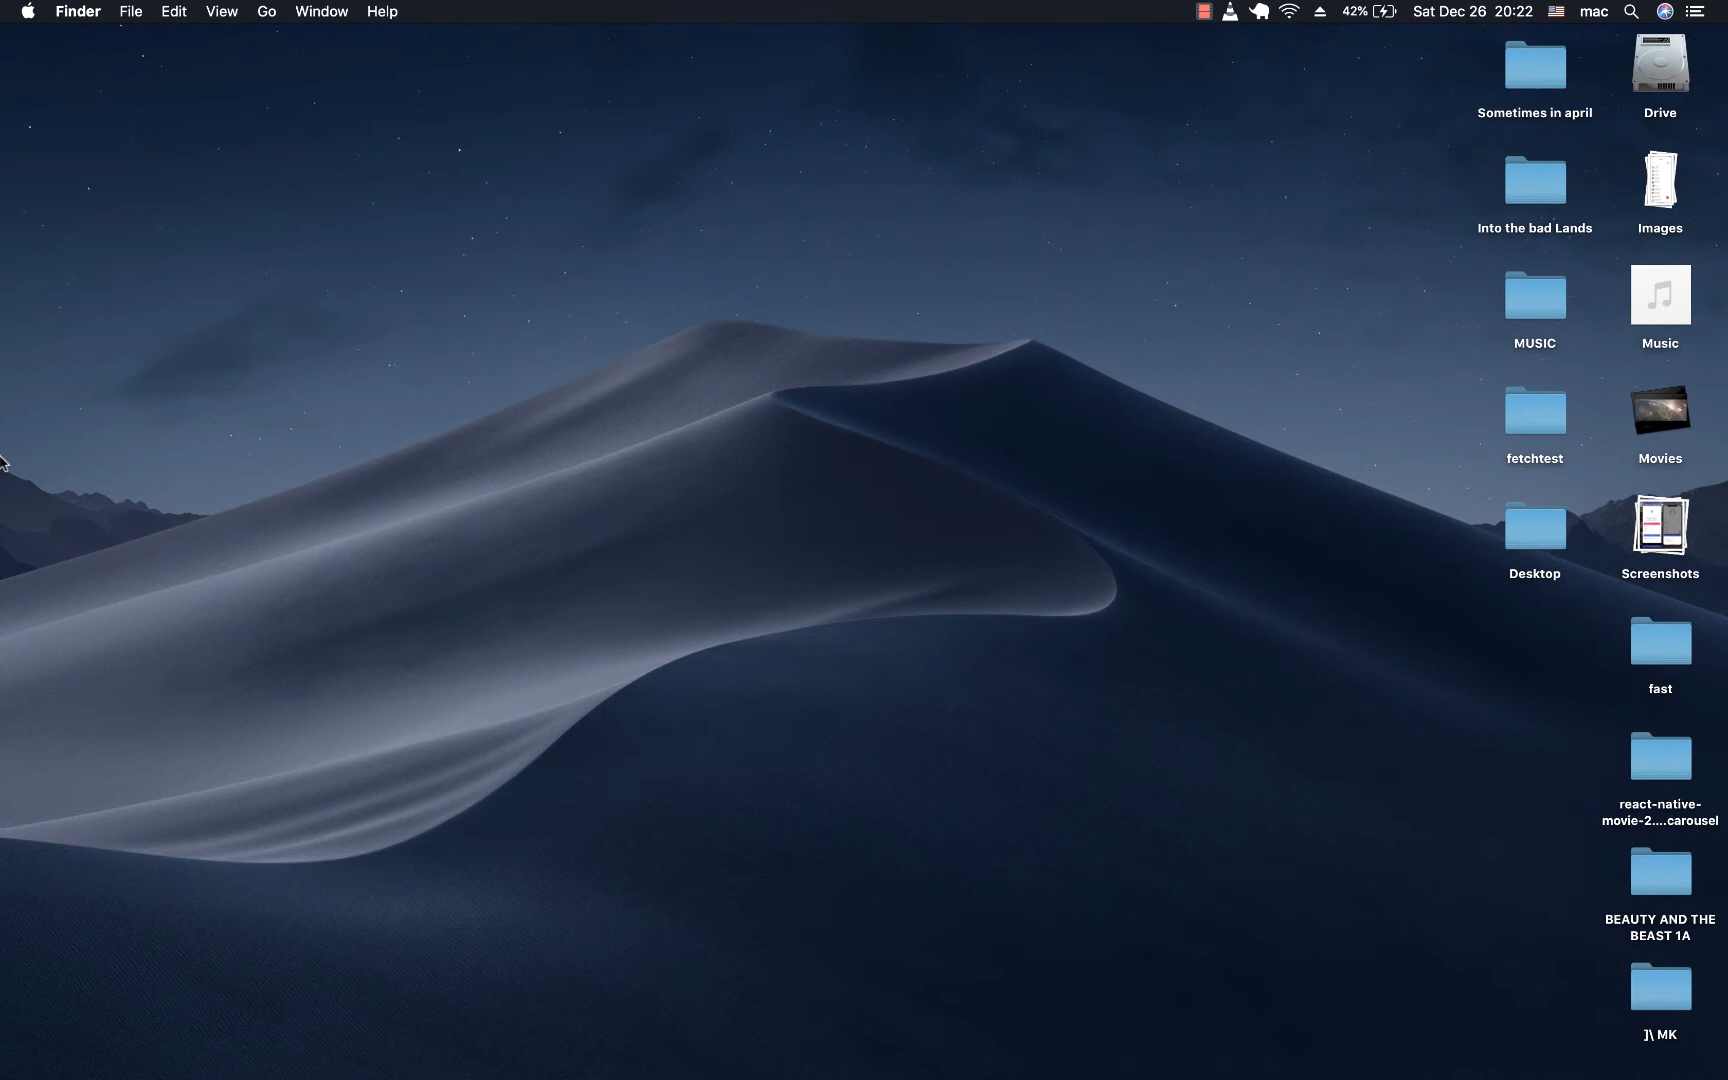 Finder File Edit View Go Window Help 42% Sat Dec 26 20:22 mac
Sometimes in april
Drive
Into the bad Lands
Images
MUSIC
Music
fetchtest
Movies
Desktop
Screenshots
fast
react-native-
movie-2....carousel
BEAUTY AND THE
BEAST 1A
]\ MK